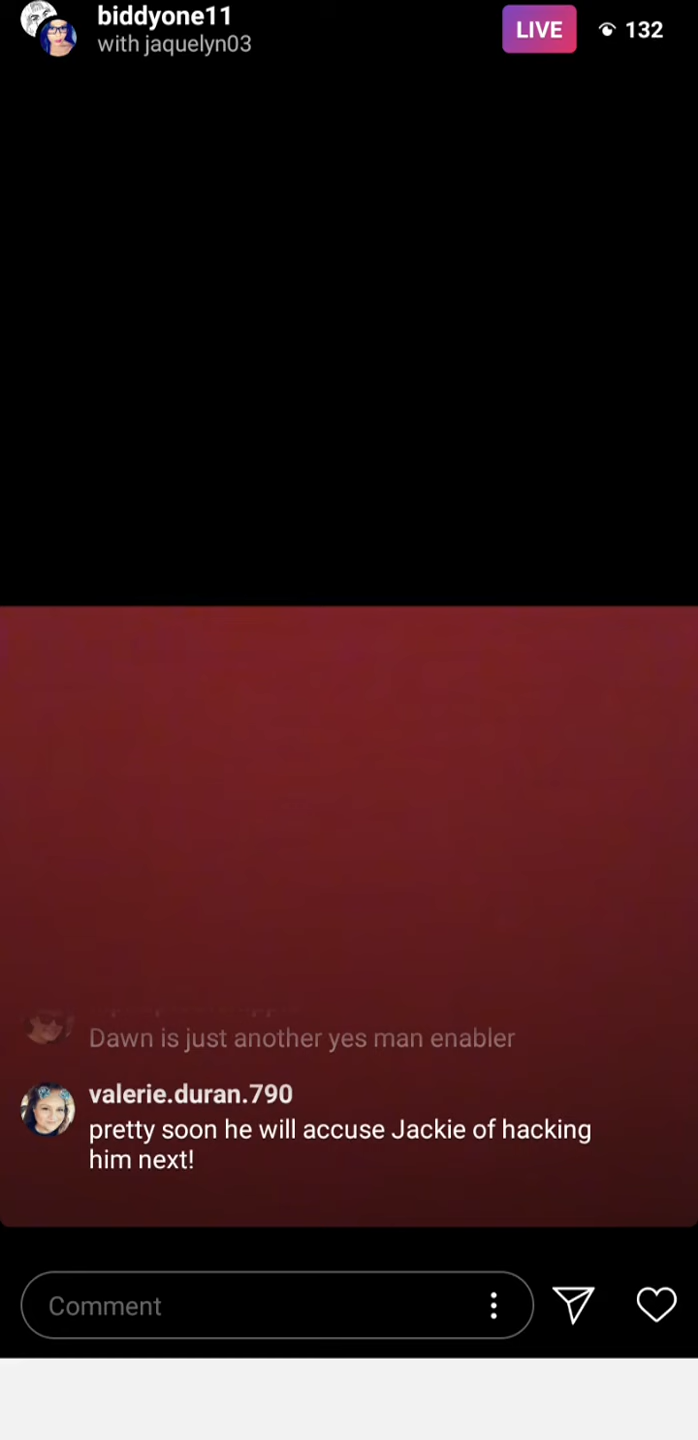 biddyone11
with jaquelyn03
LIVE
132
Dawn is just another yes man enabler
valerie.duran.790
pretty soon he will accuse Jackie of hacking
him next!
Comment